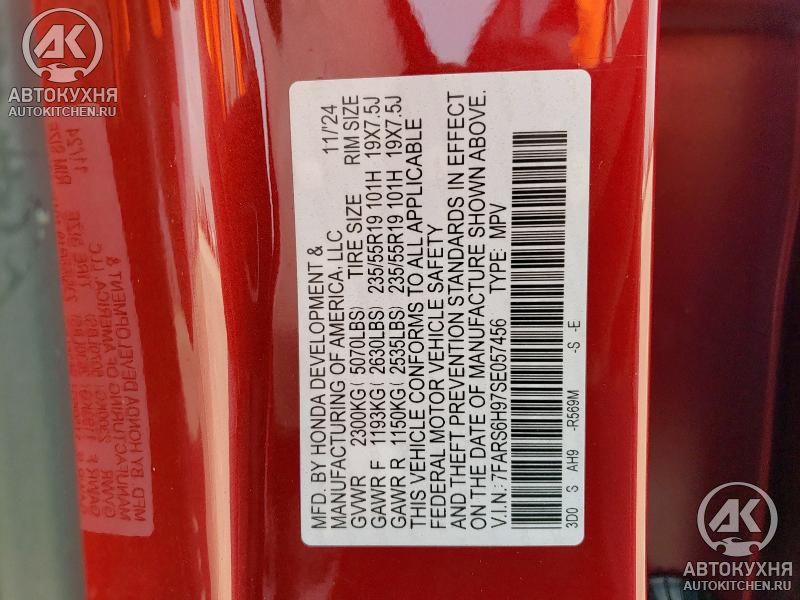 MFD. BY HONDA DEVELOPMENT &
MANUFACTURING OF AMERICA, LLC 11/'24
GVWR 2300KG( 5070LBS) TIRE SIZE RIM SIZE
GAWR F 1193KG( 2630LBS) 235/55R19 101H 19X7.5J
GAWR R 1150KG( 2535LBS) 235/55R19 101H 19X7.5J
THIS VEHICLE CONFORMS TO ALL APPLICABLE
FEDERAL MOTOR VEHICLE SAFETY
AND THEFT PREVENTION STANDARDS IN EFFECT
ON THE DATE OF MANUFACTURE SHOWN ABOVE.
V.I.N.: 7FARS6H97SE057456 TYPE: MPV
3D0 S AH9 -R569M -S -E
АК
АВТОКУХНЯ
AUTOKITCHEN.RU
АК
АВТОКУХНЯ
AUTOKITCHEN.RU